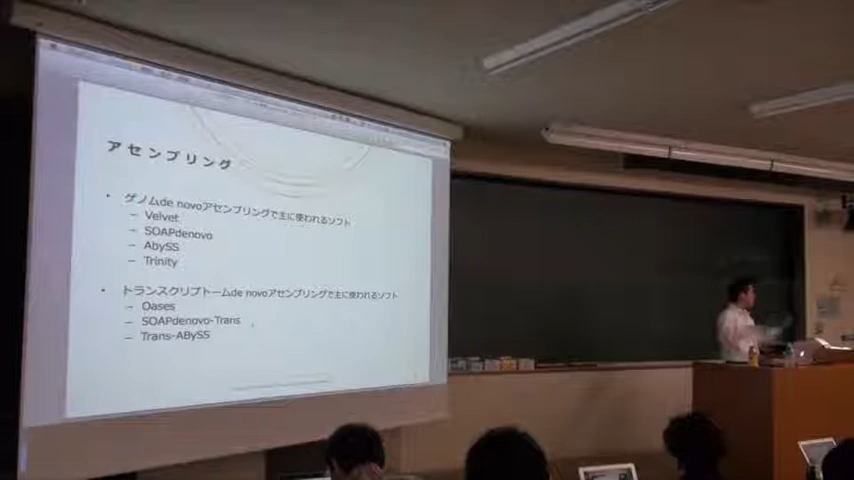 アセンブリング
• ゲノムde novoアセンブリングで主に使われるソフト
– Velvet
– SOAPdenovo
– AbySS
– Trinity
• トランスクリプトームde novoアセンブリングで主に使われるソフト
– Oases
– SOAPdenovo-Trans
– Trans-ABySS